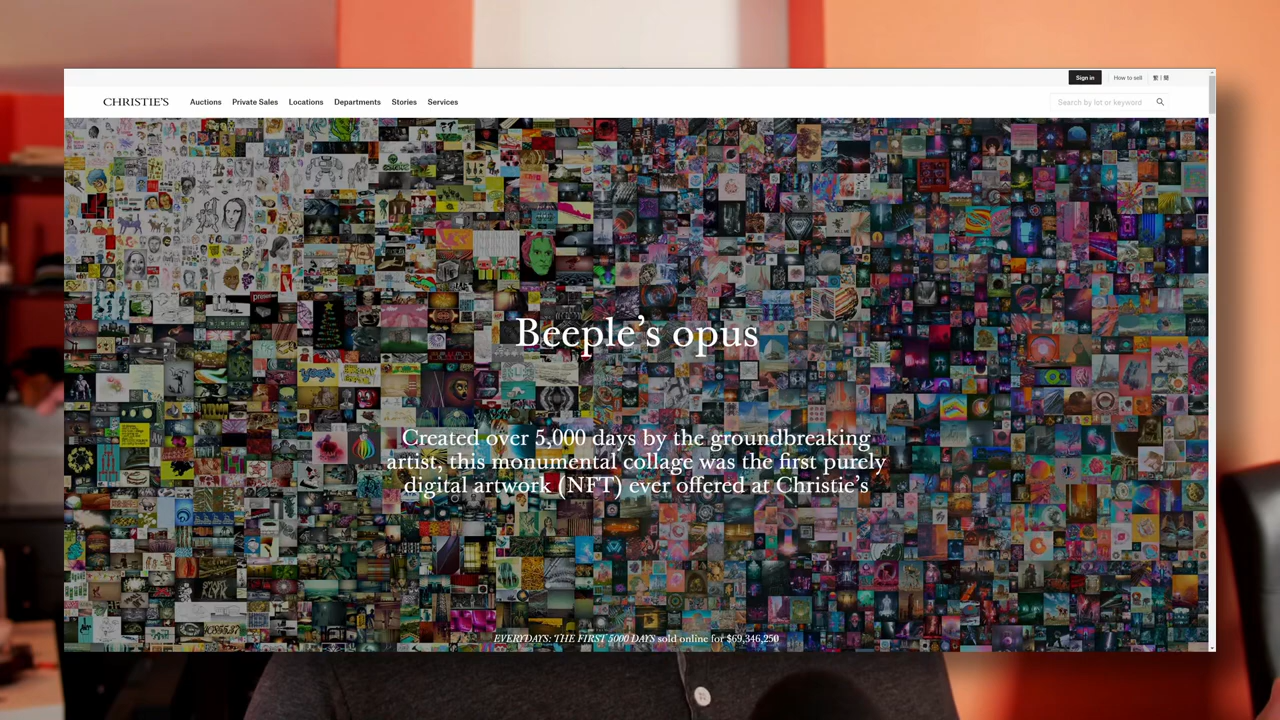 Sign in
How to sell
繁 | 簡
CHRISTIE'S
Auctions
Private Sales
Locations
Departments
Stories
Services
Search by lot or keyword
Beeple's opus
Created over 5,000 days by the groundbreaking
artist, this monumental collage was the first purely
digital artwork (NFT) ever offered at Christie's
EVERYDAYS: THE FIRST 5000 DAYS sold online for $69,346,250